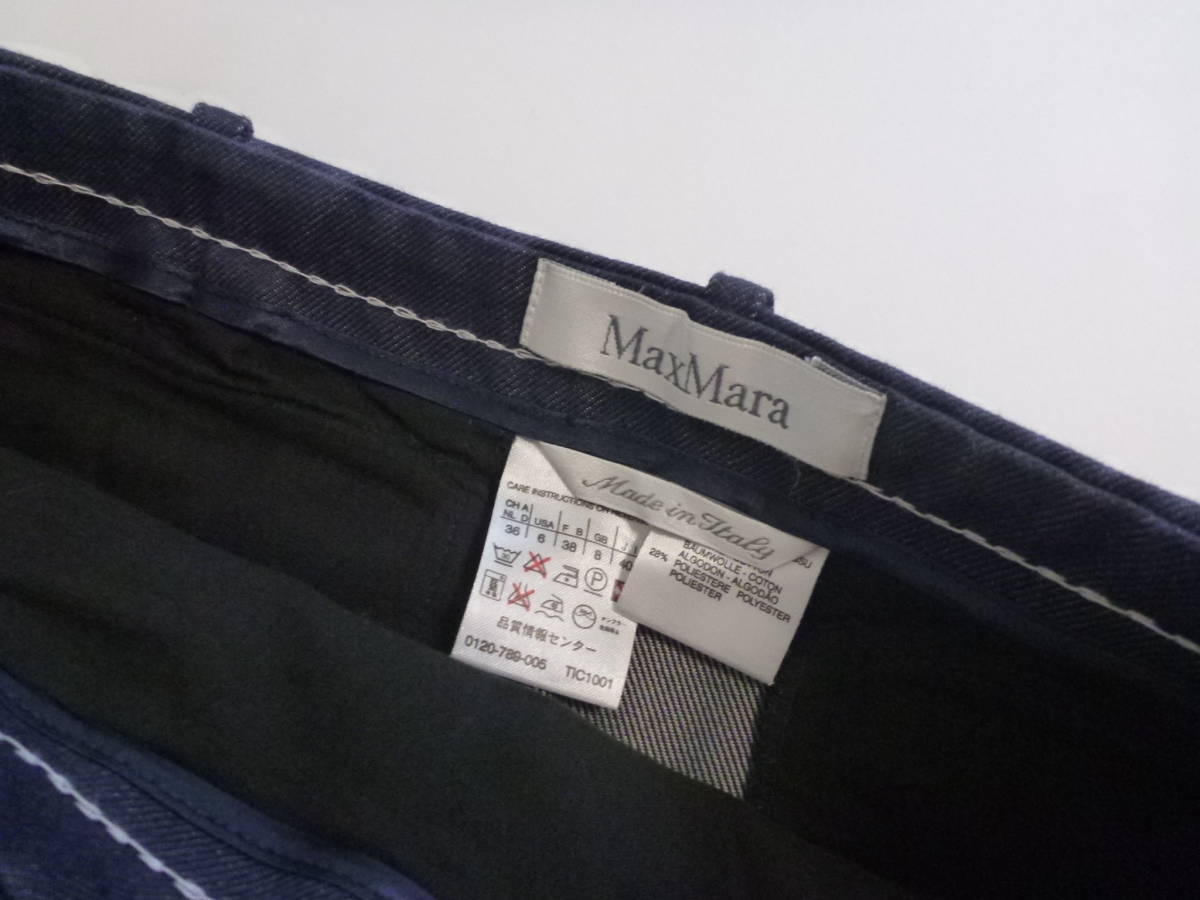 MaxMara
Made in Italy
CARE INSTRUCTIONS ON
CH A
NL D USA F B GB
36 6 38 8 40
P
品質情報センター
0120-789-005 TIC1001
28%
BAUMWOLLE - COTON
ALGODON - ALGODÃO
POLIESTERE POLYESTER
POLIESTER